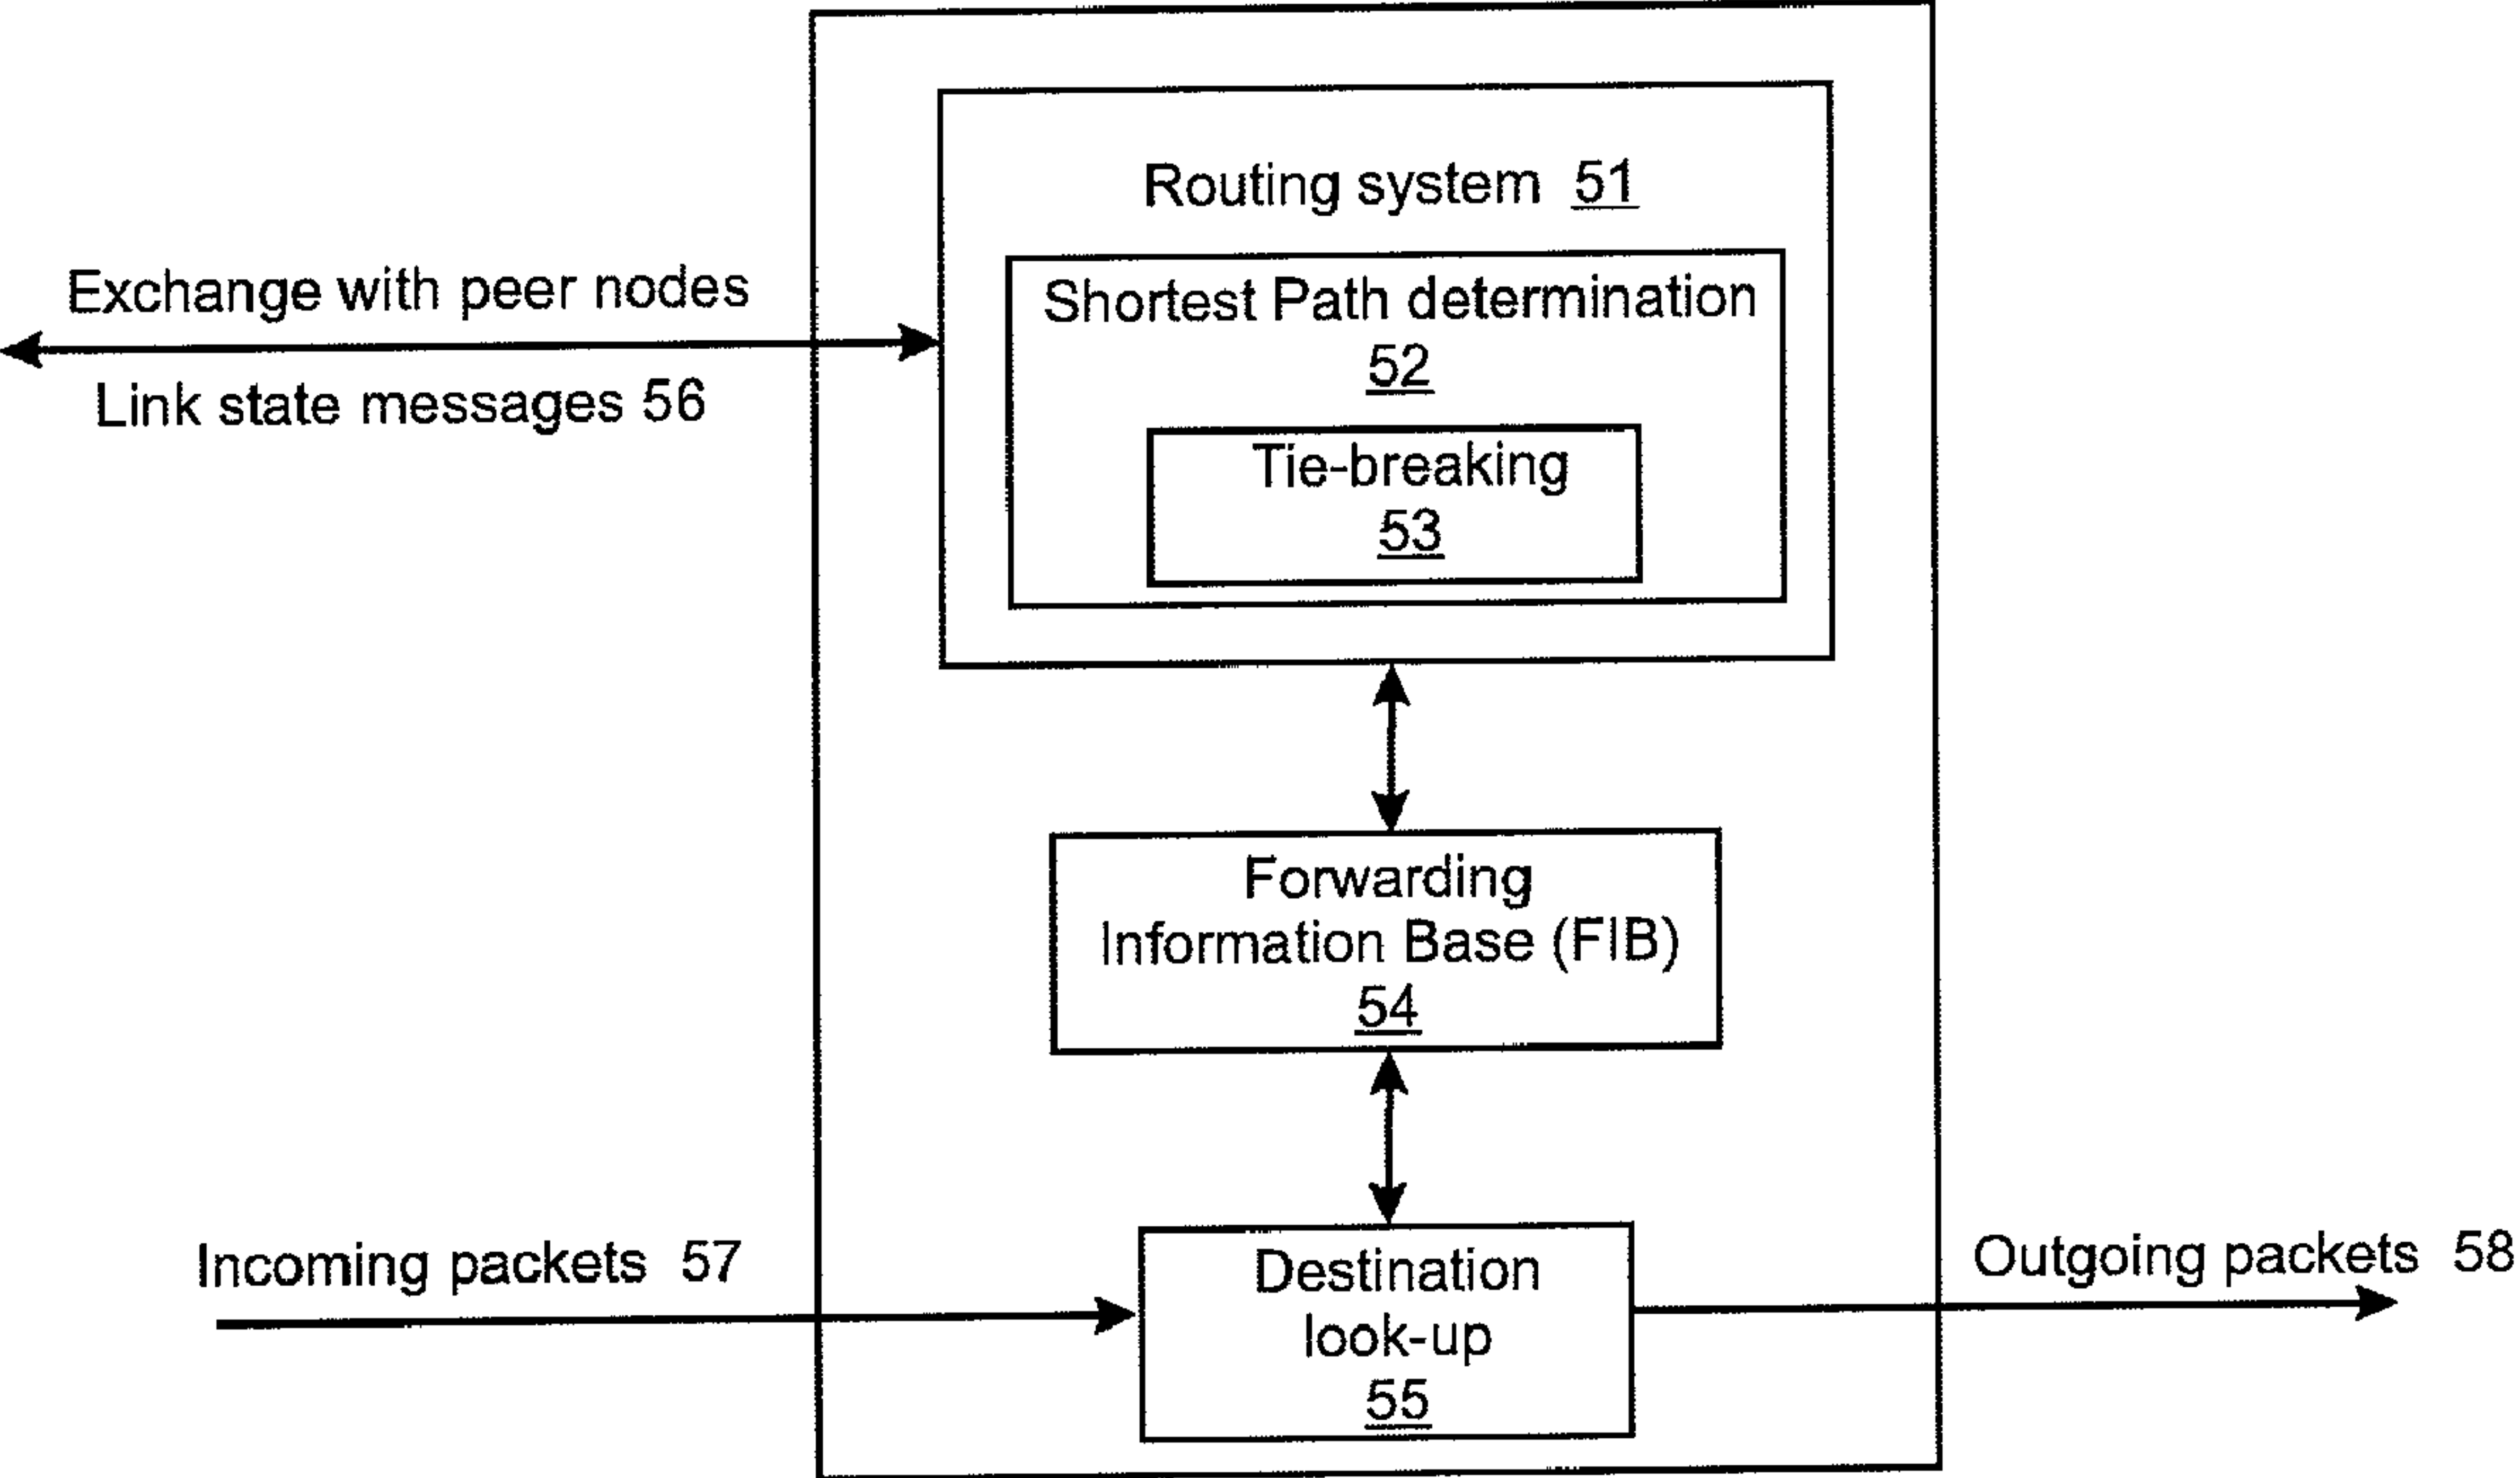 Routing system 51
Exchange with peer nodes
Link state messages 56
Shortest Path determination
52
Tie-breaking
53
Forwarding
Information Base (FIB)
54
Incoming packets 57
Destination
look-up
55
Outgoing packets 58